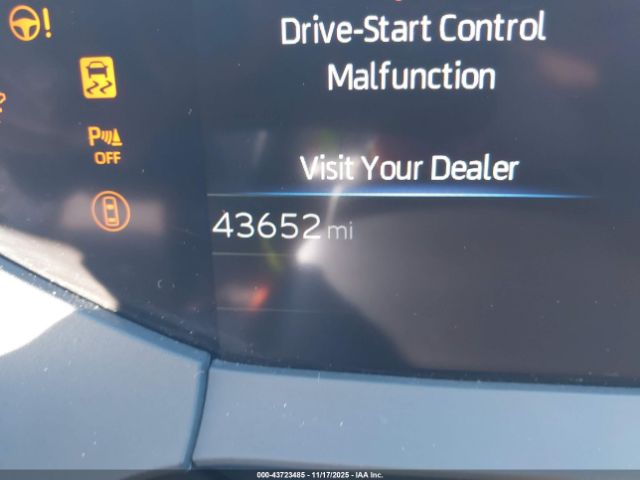 Drive-Start Control
Malfunction
P
OFF
Visit Your Dealer
43652 mi
000-43723485 - 11/17/2025 - IAA Inc.